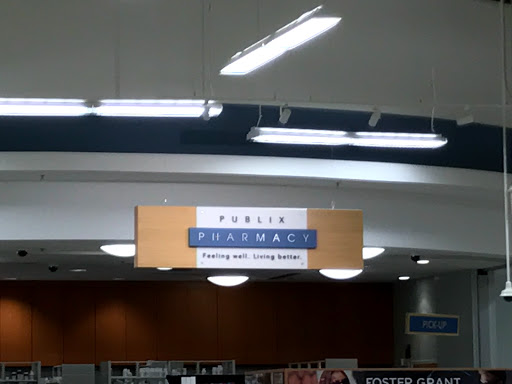 PUBLIX
PHARMACY
Feeling well. Living better.
PICK-UP
FOSTER GRANT